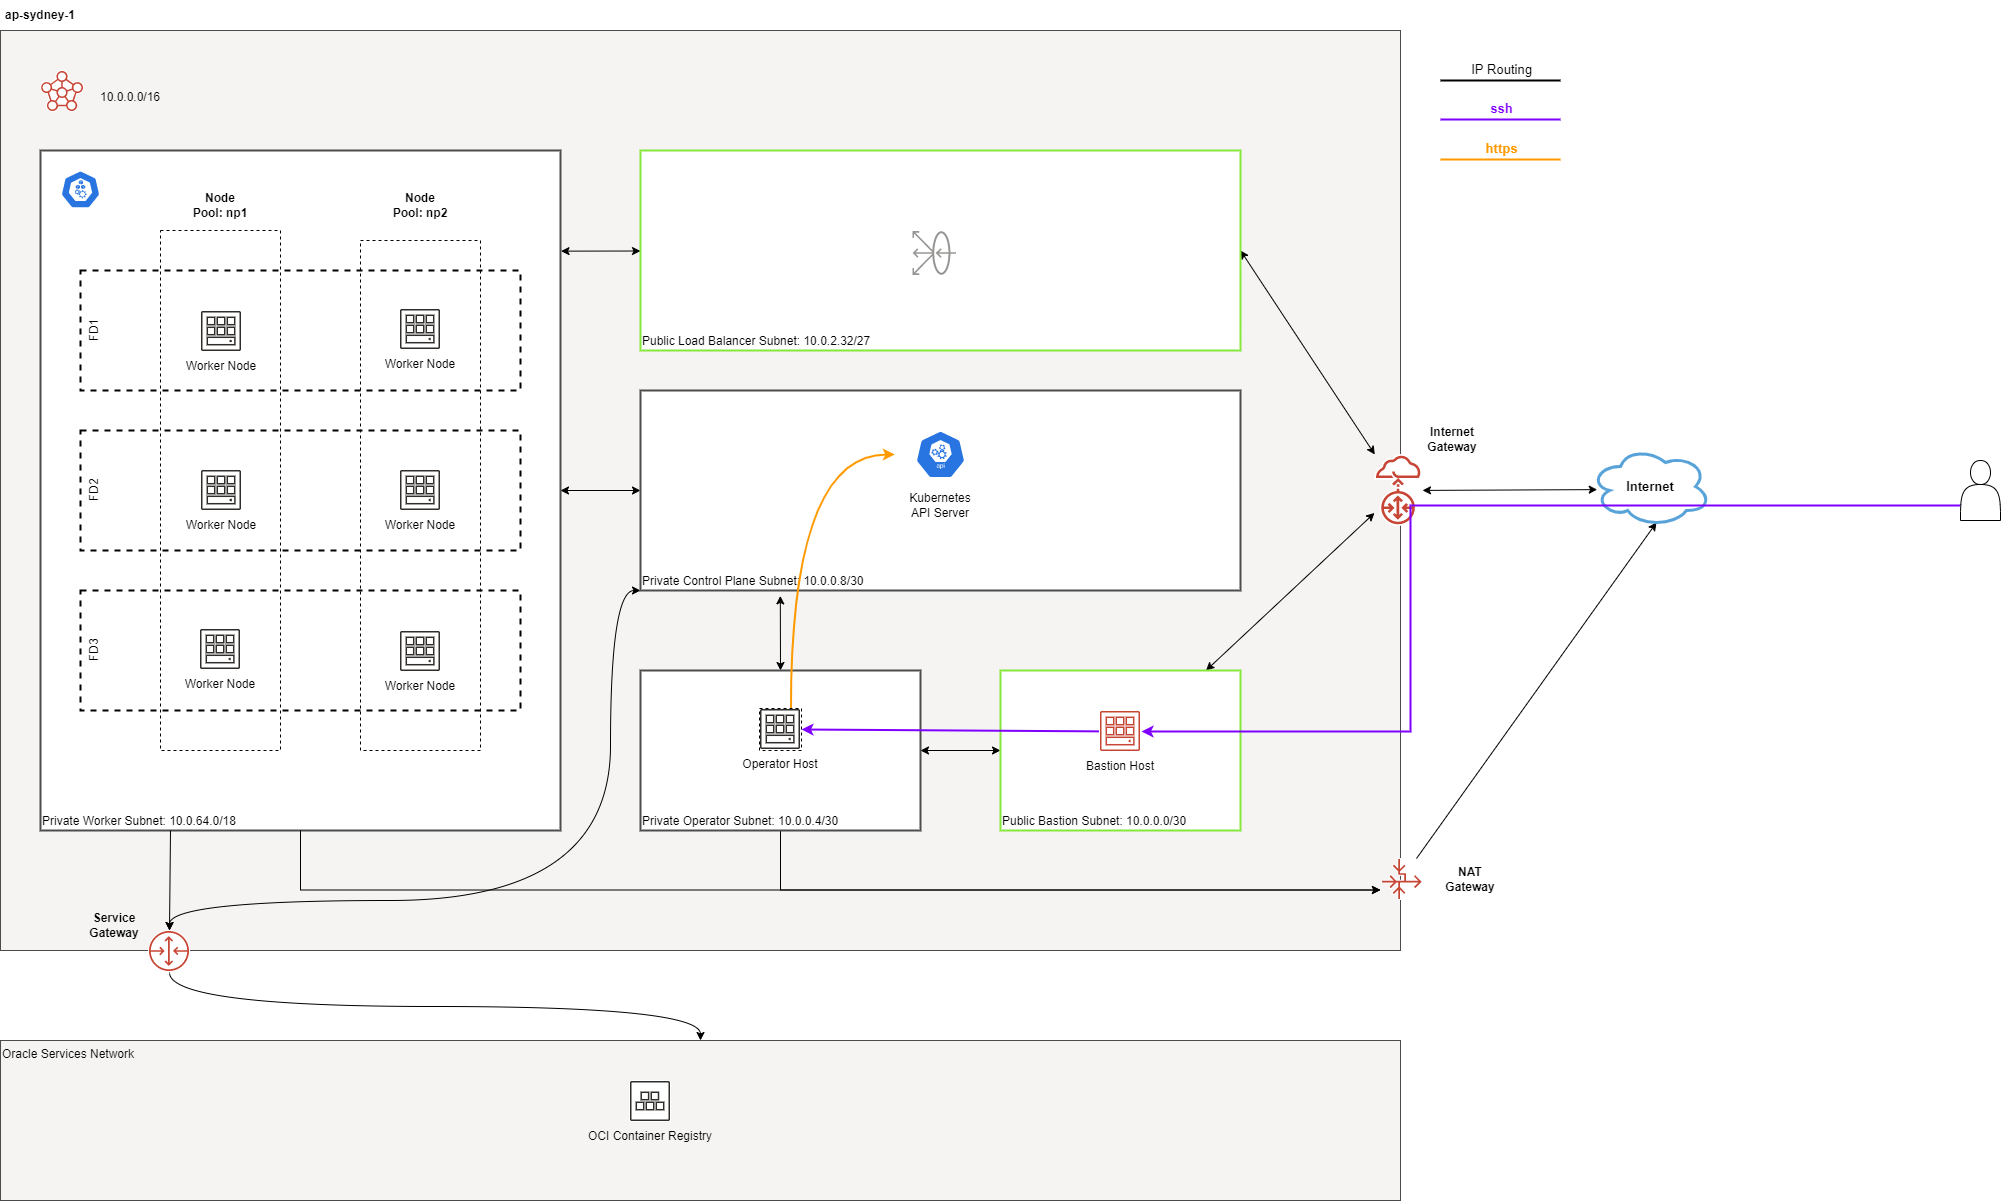 ap-sydney-1
10.0.0.0/16
IP Routing
ssh
https
Node
Pool: np1
Node
Pool: np2
FD1
Worker Node
Worker Node
Public Load Balancer Subnet: 10.0.2.32/27
FD2
Worker Node
Worker Node
Kubernetes
API Server
api
Private Control Plane Subnet: 10.0.0.8/30
Internet
Gateway
Internet
FD3
Worker Node
Worker Node
Operator Host
Bastion Host
Private Worker Subnet: 10.0.64.0/18
Private Operator Subnet: 10.0.0.4/30
Public Bastion Subnet: 10.0.0.0/30
NAT
Gateway
Service
Gateway
Oracle Services Network
OCI Container Registry